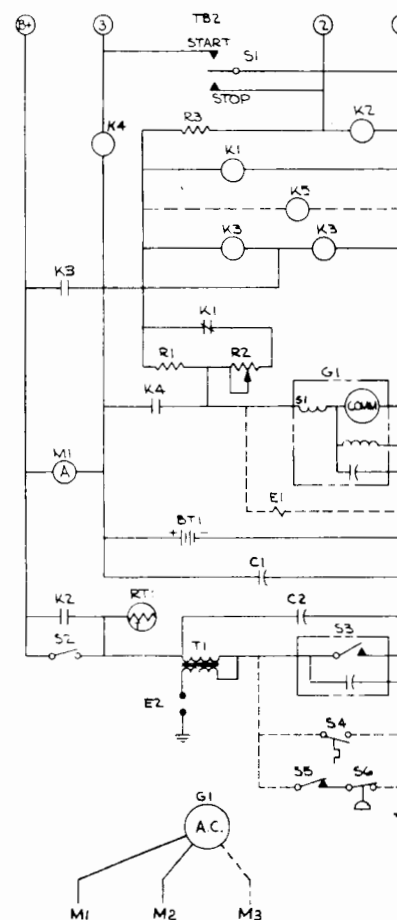 TB2
B+ 3 2
START
S1
STOP
K4
R3 K2
K1
K5
K3 K3
K3
K1
R1 R2
G1
K4 S1 COMM
M1
A
E1
+ BT1 -
C1
K2 RT1 C2
S2 T1 S3
E2
S4
S5 S6
G1
A.C.
M1 M2 M3